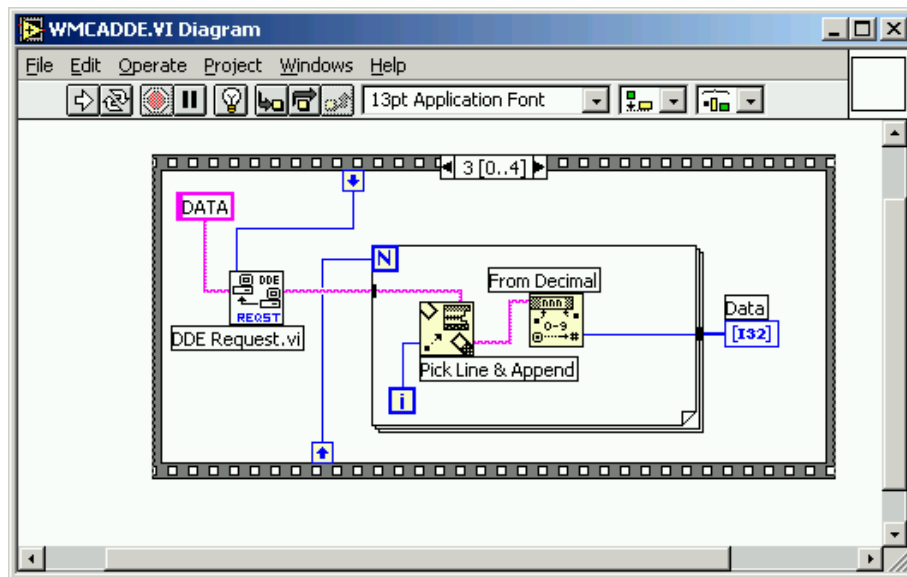 WMCADDE.VI Diagram
File Edit Operate Project Windows Help
13pt Application Font
3 [0..4]
DATA
N
DDE
REQST
DDE Request.vi
From Decimal
0-9
#
Data
[I32]
Pick Line & Append
i